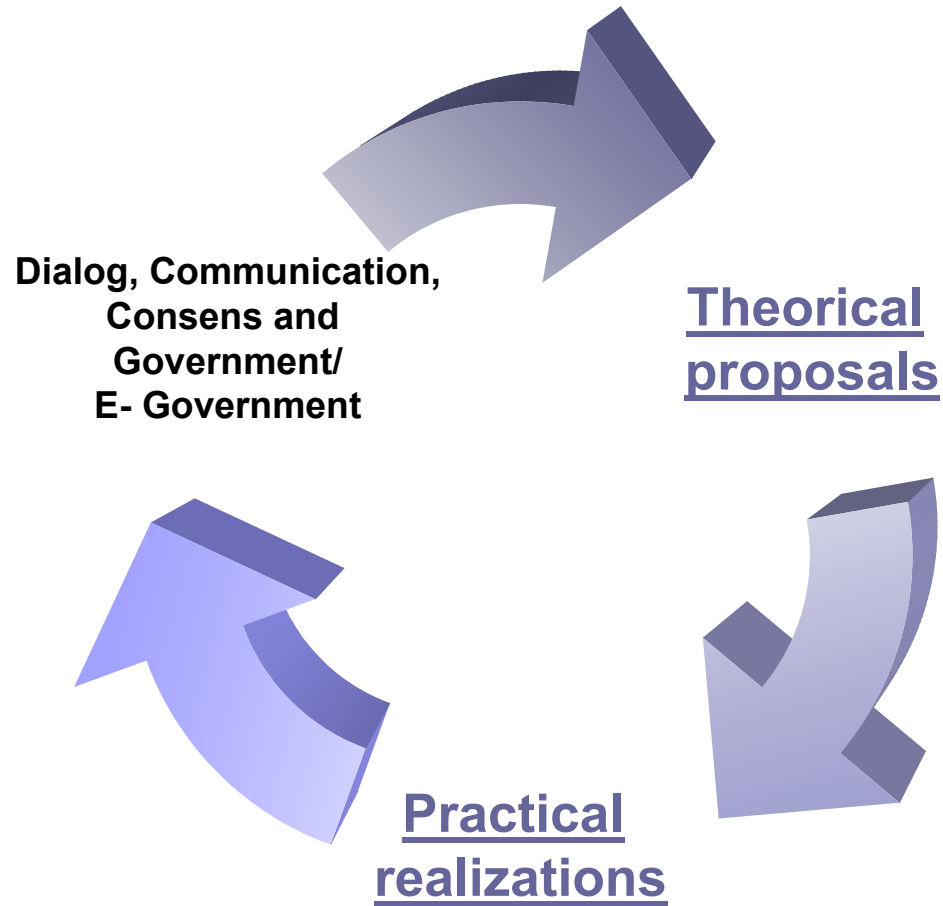 Dialog, Communication,
Consens and
Government/
E- Government
Theorical
proposals
Practical
realizations